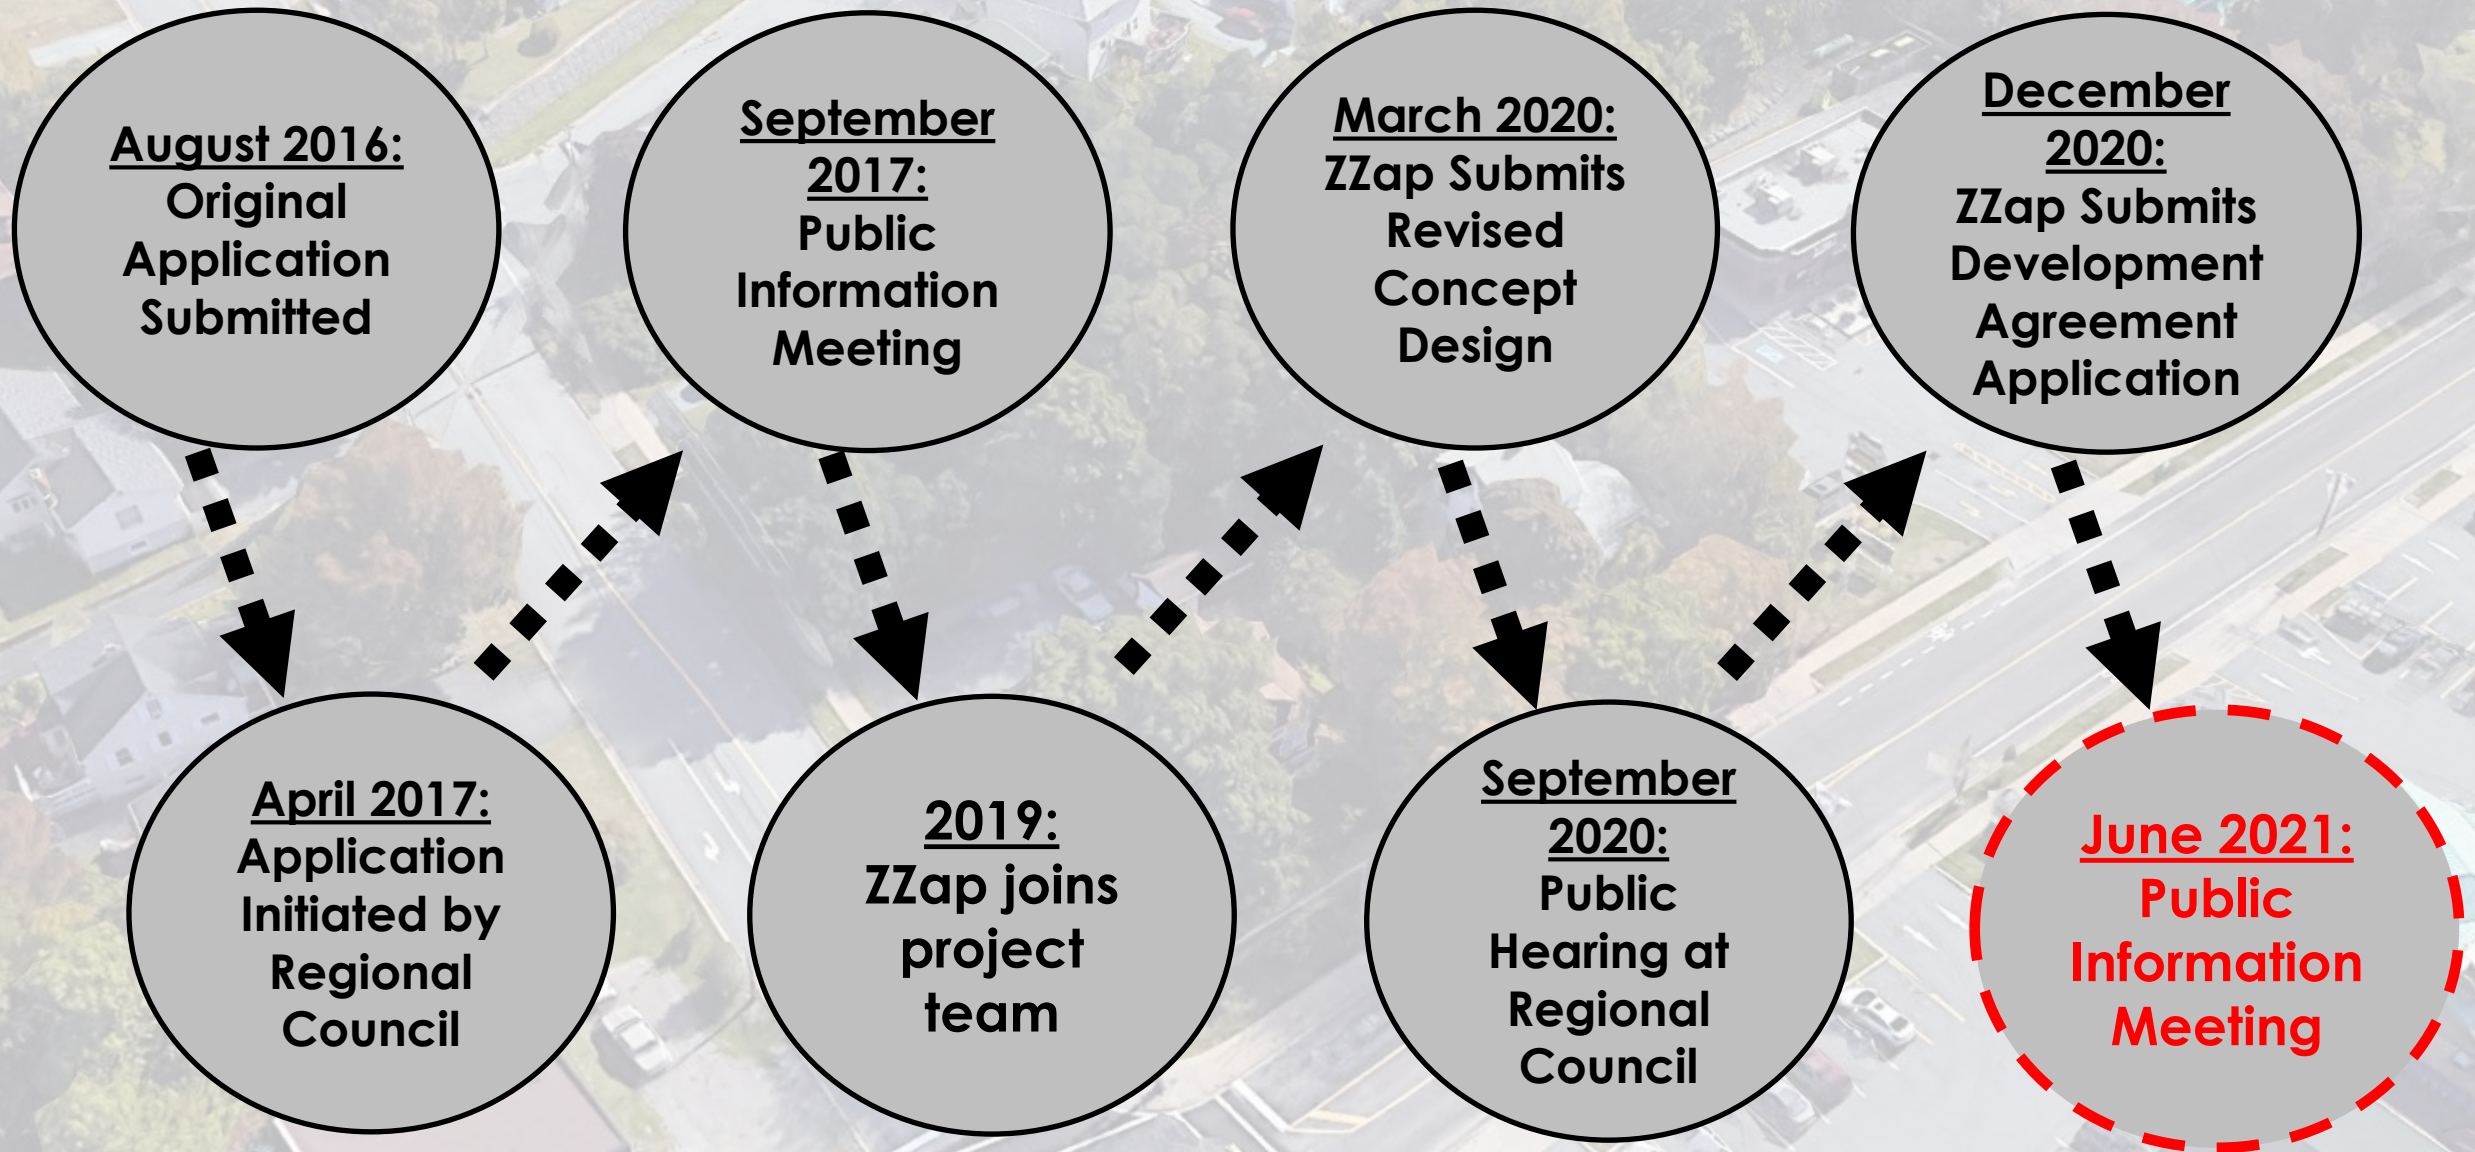 August 2016:
Original
Application
Submitted
April 2017:
Application
Initiated by
Regional
Council
September
2017:
Public
Information
Meeting
2019:
ZZap joins
project
team
March 2020:
ZZap Submits
Revised
Concept
Design
September
2020:
Public
Hearing at
Regional
Council
December
2020:
ZZap Submits
Development
Agreement
Application
June 2021:
Public
Information
Meeting